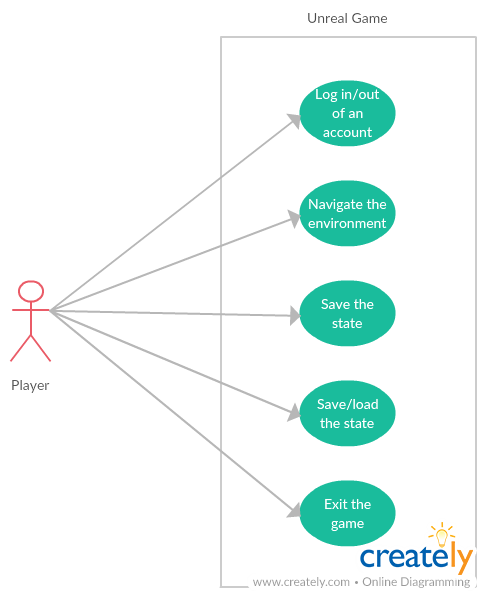 Unreal Game
Log in/out
of an
account
Navigate the
environment
Save the
state
Player
Save/load
the state
Exit the
game
creately
www.creately.com • Online Diagramming